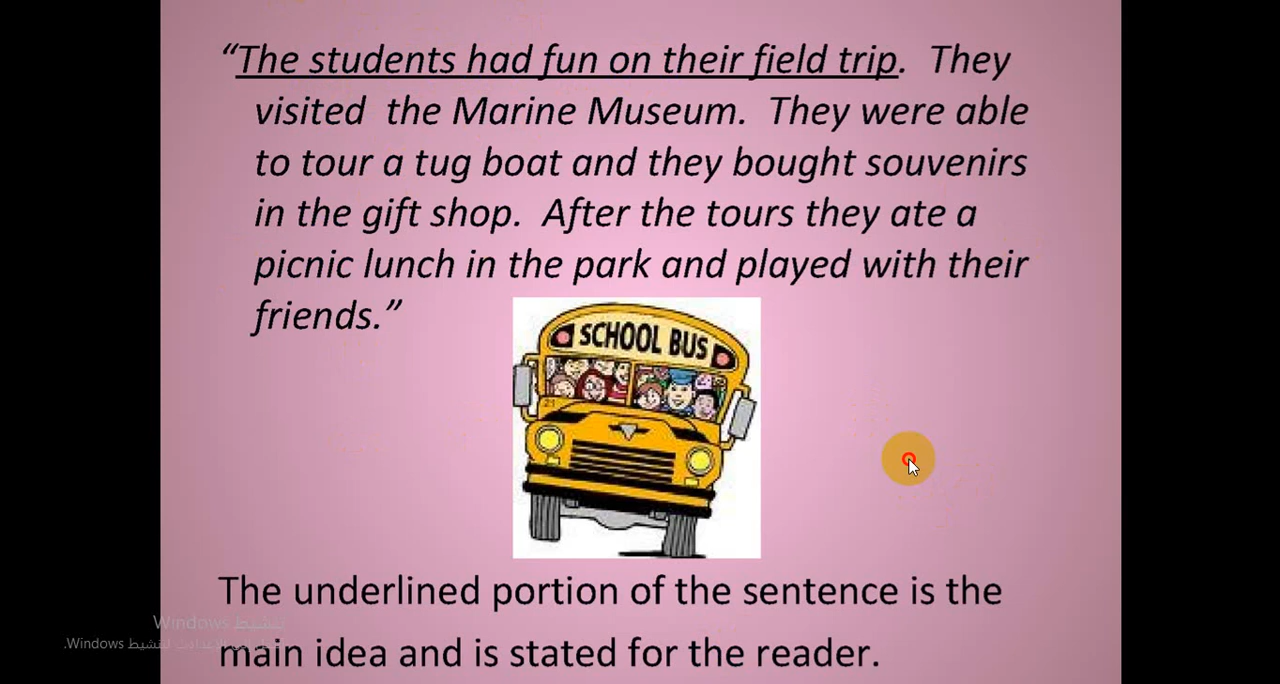 “The students had fun on their field trip. They
visited the Marine Museum. They were able
to tour a tug boat and they bought souvenirs
in the gift shop. After the tours they ate a
picnic lunch in the park and played with their
friends.”
SCHOOL BUS
21
The underlined portion of the sentence is the
تنشيط Windows
لتنشيط Windows.
main idea and is stated for the reader.